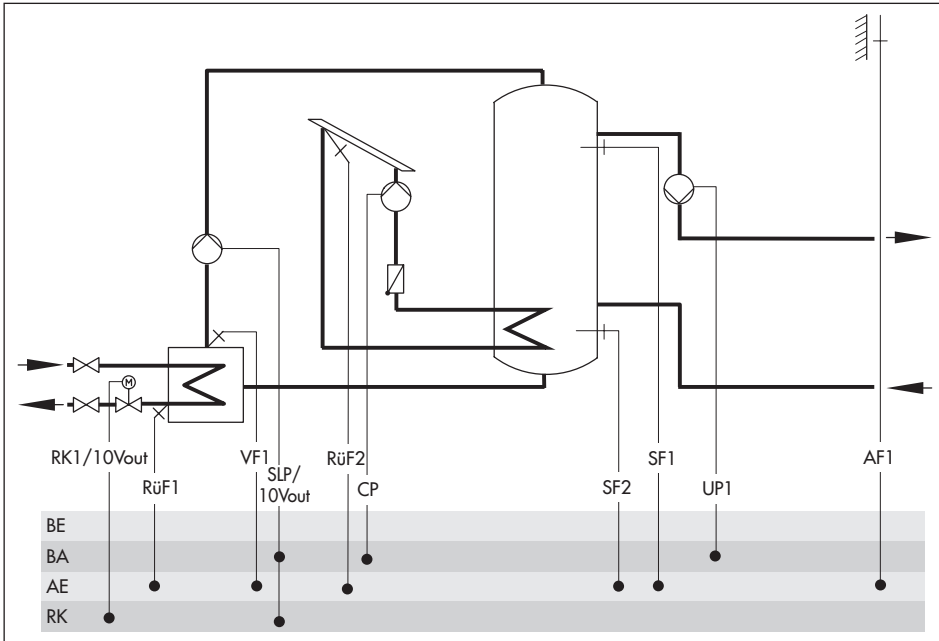 M
RK1/10Vout
RüF1
VF1
SLP/
10Vout
RüF2
CP
SF2
SF1
UP1
AF1
BE
BA
AE
RK